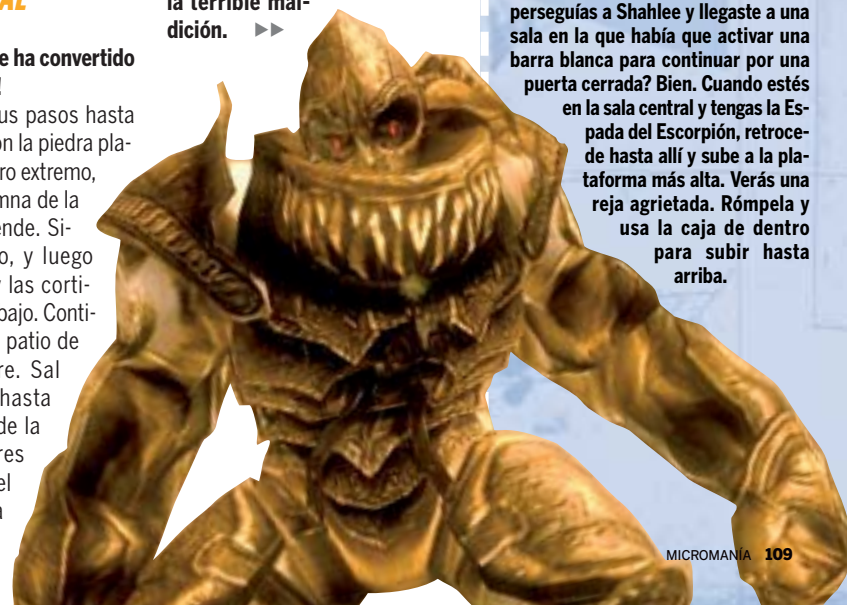 AL
e ha convertido
!
us pasos hasta
on la piedra pla-
ro extremo,
mna de la
ende. Si-
o, y luego
las corti-
bajo. Conti-
patio de
re. Sal
hasta
de la
res
el
a
la terrible mal-
dición. ►►
perseguías a Shahlee y llegaste a una
sala en la que había que activar una
barra blanca para continuar por una
puerta cerrada? Bien. Cuando estés
en la sala central y tengas la Es-
pada del Escorpión, retroce-
de hasta allí y sube a la pla-
taforma más alta. Verás una
reja agrietada. Rómpela y
usa la caja de dentro
para subir hasta
arriba.
MICROMANÍA 109